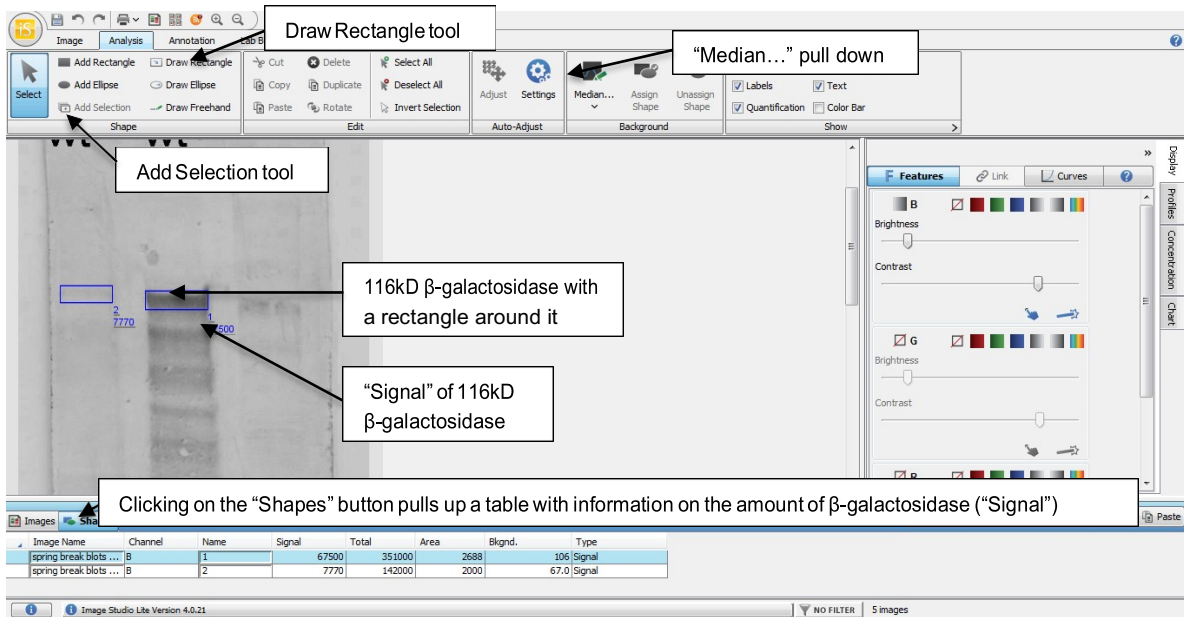 iS
Image Analysis Annotation Lab B
Draw Rectangle tool
"Median…" pull down
Select
Add Rectangle Draw Rectangle
Add Ellipse Draw Ellipse
Add Selection Draw Freehand
Shape
Cut Delete Select All
Copy Duplicate Deselect All
Paste Rotate Invert Selection
Edit
Adjust Settings
Auto-Adjust
Median... Assign Shape Unassign Shape
Background
Labels Text
Quantification Color Bar
Show
Add Selection tool
116kD β-galactosidase with
a rectangle around it
"Signal" of 116kD
β-galactosidase
2
7770
1
500
Features Link Curves
B
Brightness
Contrast
G
Brightness
Contrast
Display
Profiles
Concentration
Chart
Clicking on the "Shapes" button pulls up a table with information on the amount of β-galactosidase ("Signal")
Images Sha
Paste
Image Name Channel Name Signal Total Area Bkgnd. Type
spring break blots ... B 1 67500 351000 2688 106 Signal
spring break blots ... B 2 7770 142000 2000 67.0 Signal
Image Studio Lite Version 4.0.21
NO FILTER 5 images